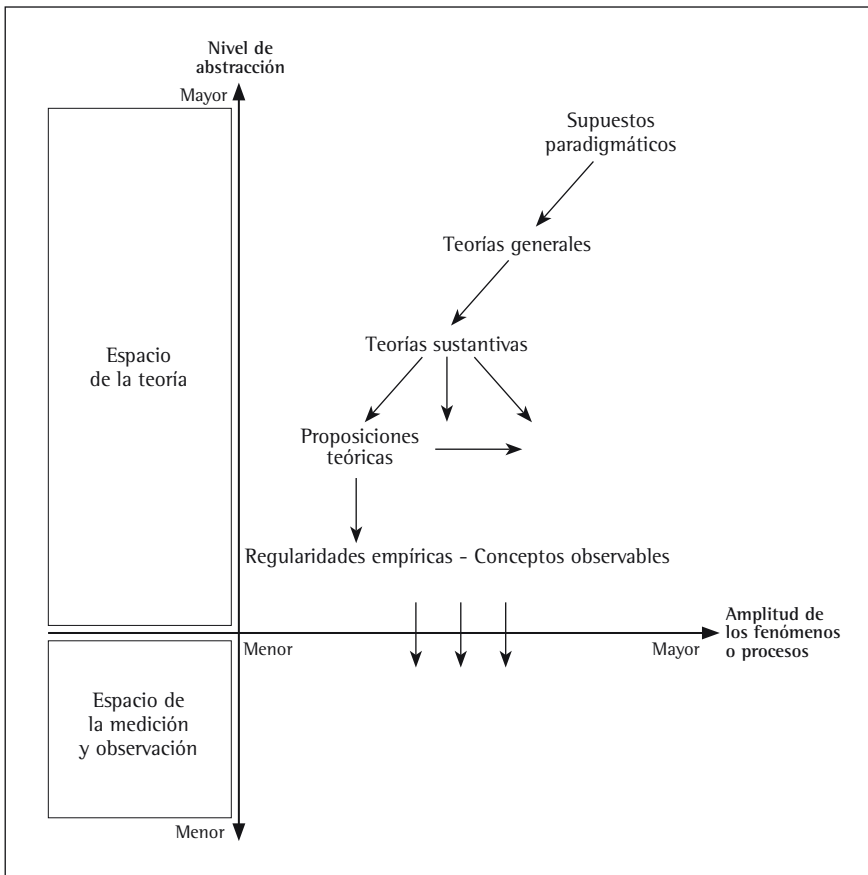 Nivel de
abstracción
Mayor
Supuestos
paradigmáticos
Teorías generales
Teorías sustantivas
Espacio
de la teoría
Proposiciones
teóricas
Regularidades empíricas - Conceptos observables
Menor
Mayor
Amplitud de
los fenómenos
o procesos
Espacio de
la medición
y observación
Menor